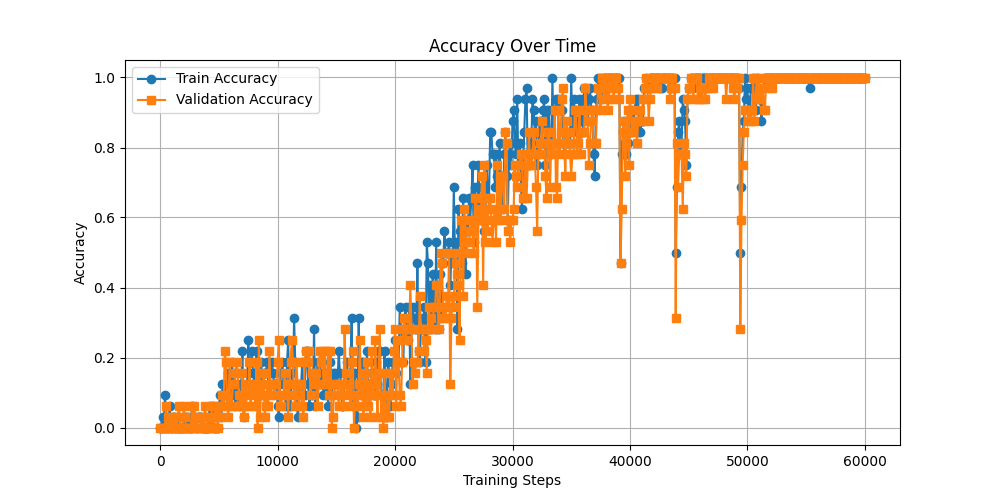 Accuracy Over Time
Train Accuracy
Validation Accuracy
1.0
0.8
0.6
0.4
0.2
0.0
Accuracy
0 10000 20000 30000 40000 50000 60000
Training Steps